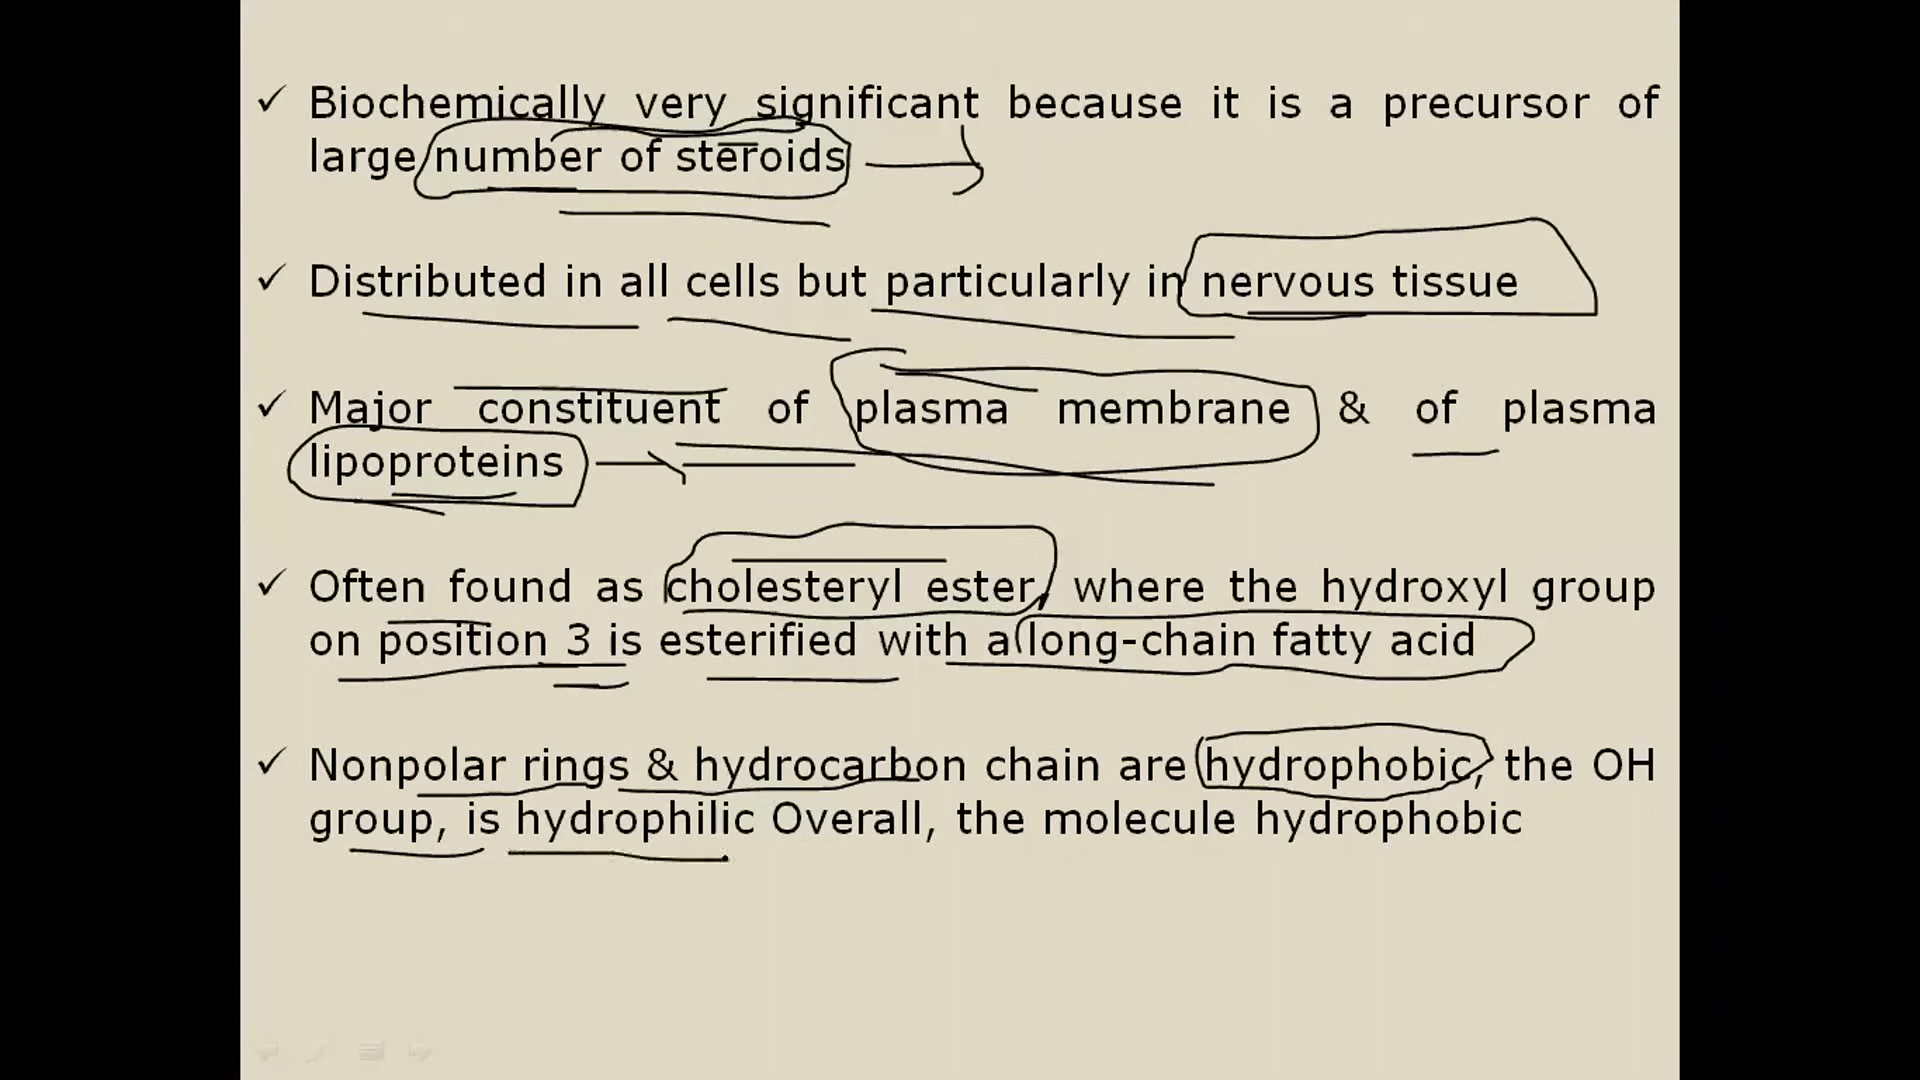 ✓ Biochemically very significant because it is a precursor of
large number of steroids
✓ Distributed in all cells but particularly in nervous tissue
✓ Major constituent of plasma membrane & of plasma
lipoproteins
✓ Often found as cholesteryl ester, where the hydroxyl group
on position 3 is esterified with a long-chain fatty acid
✓ Nonpolar rings & hydrocarbon chain are hydrophobic, the OH
group, is hydrophilic Overall, the molecule hydrophobic